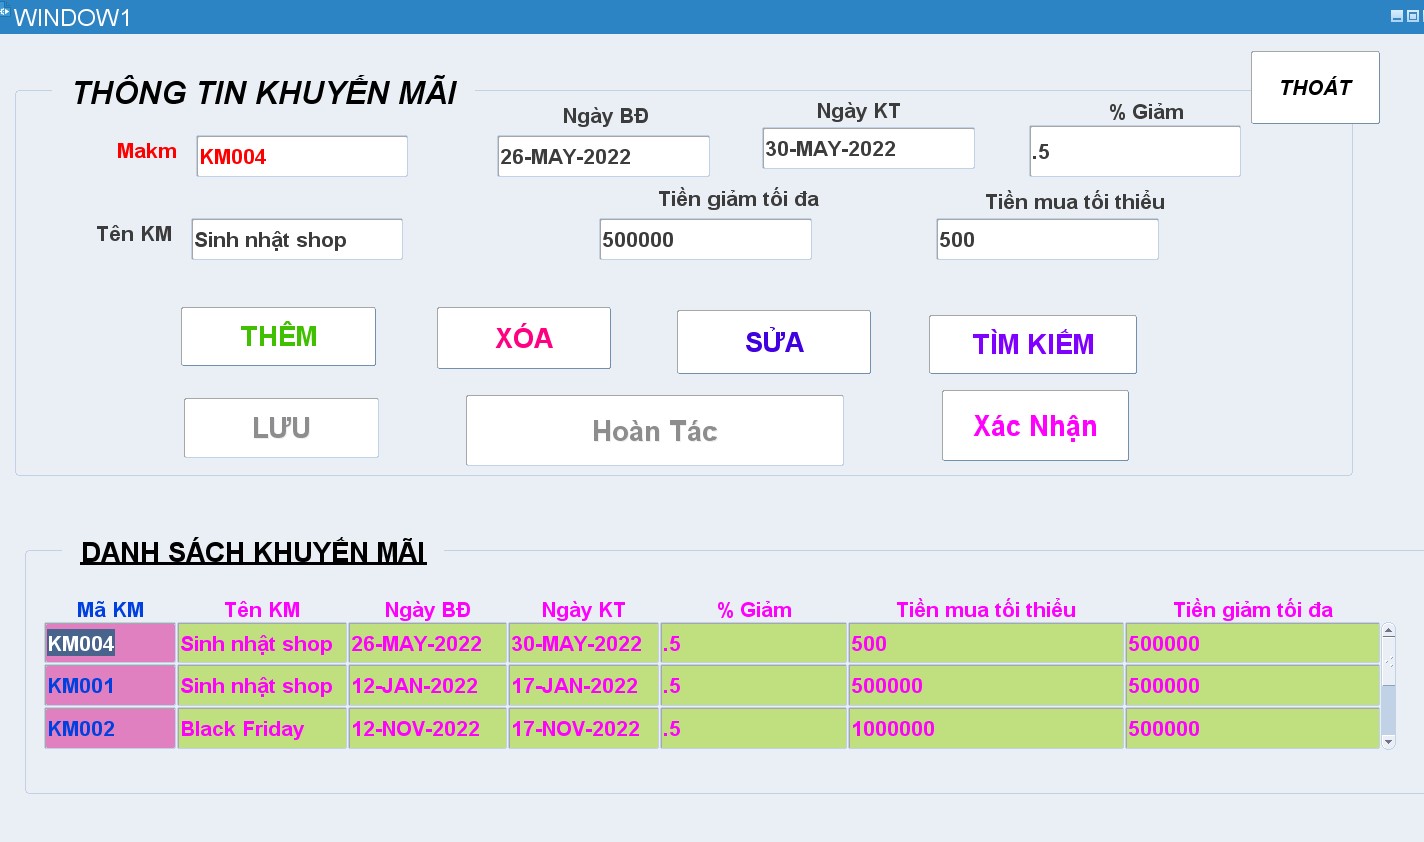 WINDOW1
THÔNG TIN KHUYẾN MÃI
THOÁT
Ngày BĐ Ngày KT % Giảm
Makm KM004 26-MAY-2022 30-MAY-2022 .5
Tiền giảm tối đa Tiền mua tối thiểu
Tên KM Sinh nhật shop 500000 500
THÊM XÓA SỬA TÌM KIẾM
LƯU Hoàn Tác Xác Nhận
DANH SÁCH KHUYẾN MÃI
Mã KM Tên KM Ngày BĐ Ngày KT % Giảm Tiền mua tối thiểu Tiền giảm tối đa
KM004 Sinh nhật shop 26-MAY-2022 30-MAY-2022 .5 500 500000
KM001 Sinh nhật shop 12-JAN-2022 17-JAN-2022 .5 500000 500000
KM002 Black Friday 12-NOV-2022 17-NOV-2022 .5 1000000 500000